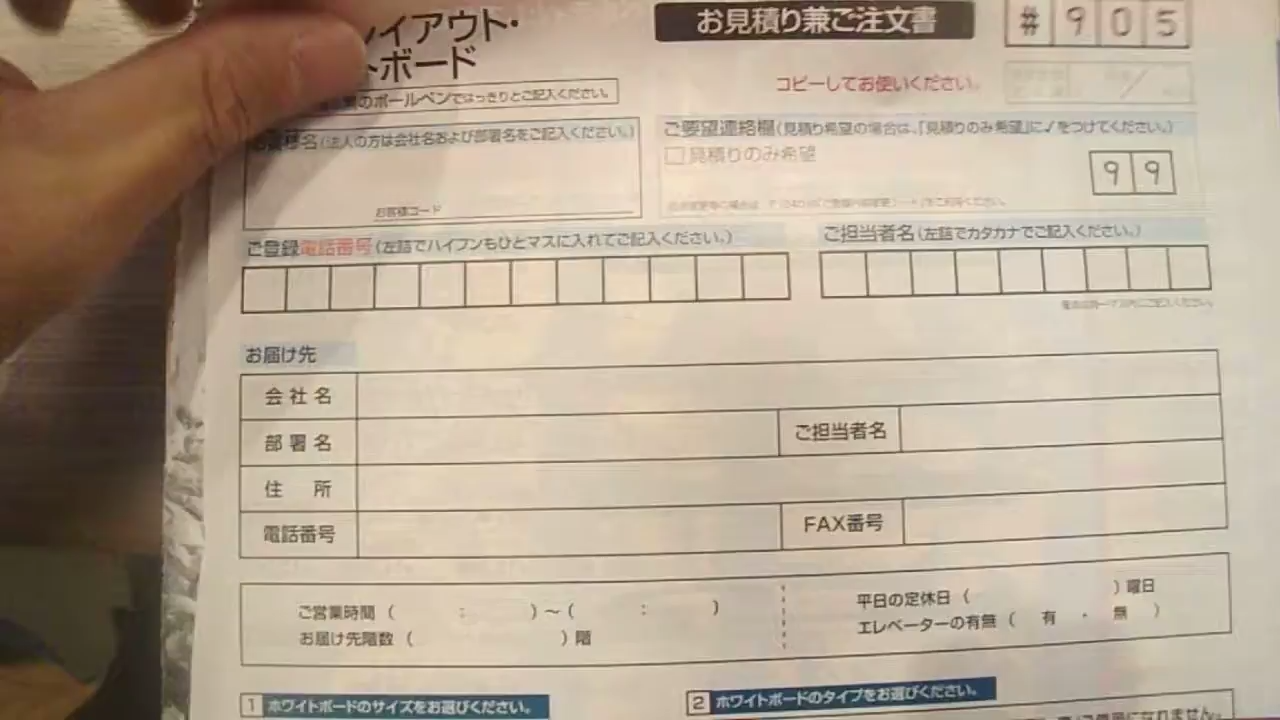 レイアウト・
お見積り兼ご注文書
#905
トボード
コピーしてお使いください。
のボールペンではっきりとご記入ください。
様名(法人の方は会社名および部署名をご記入ください。)
ご要望連絡欄(見積り希望の場合は、「見積りのみ希望」に✓をつけてください。)
□見積りのみ希望
99
お客様コード
ご登録電話番号(左詰でハイフンもひとマスに入れてご記入ください。)
ご担当者名(左詰でカタカナでご記入ください。)
お届け先
会社名
部署名
ご担当者名
住 所
電話番号
FAX番号
ご営業時間( : )~( : )
平日の定休日( )曜日
お届け先階数( )階
エレベーターの有無( 有 ・ 無 )
1 ホワイトボードのサイズをお選びください。
2 ホワイトボードのタイプをお選びください。